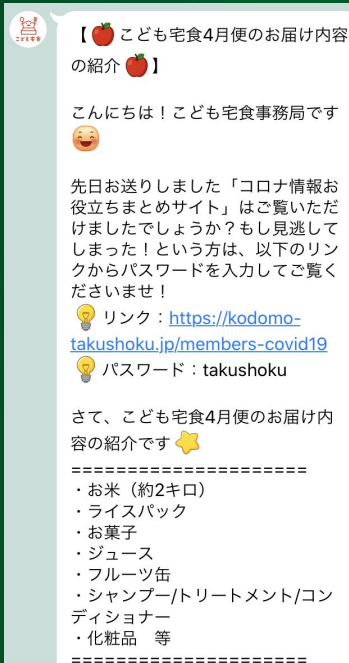 こども宅食
【🍎こども宅食4月便のお届け内容
の紹介🍎】
こんにちは！こども宅食事務局です
😄
先日お送りしました「コロナ情報お
役立ちまとめサイト」はご覧いただ
けましたでしょうか？もし見逃して
しまった！という方は、以下のリン
クからパスワードを入力してご覧く
ださいませ！
💡リンク：https://kodomo-
takushoku.jp/members-covid19
💡パスワード：takushoku
さて、こども宅食4月便のお届け内
容の紹介です⭐
=====================
・お米（約2キロ）
・ライスパック
・お菓子
・ジュース
・フルーツ缶
・シャンプー/トリートメント/コン
ディショナー
・化粧品　等
=====================